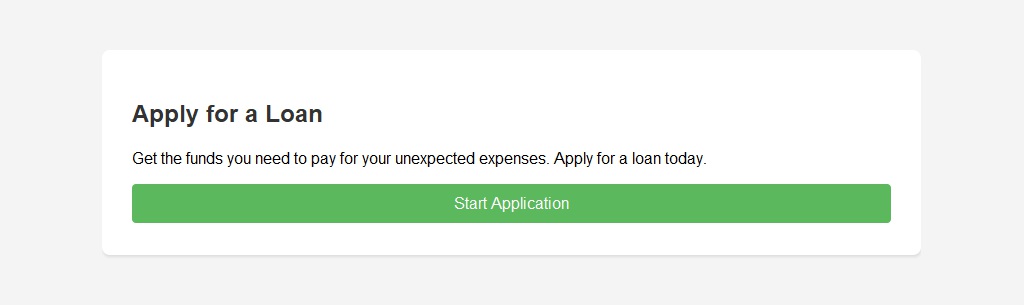 Apply for a Loan
Get the funds you need to pay for your unexpected expenses. Apply for a loan today.
Start Application